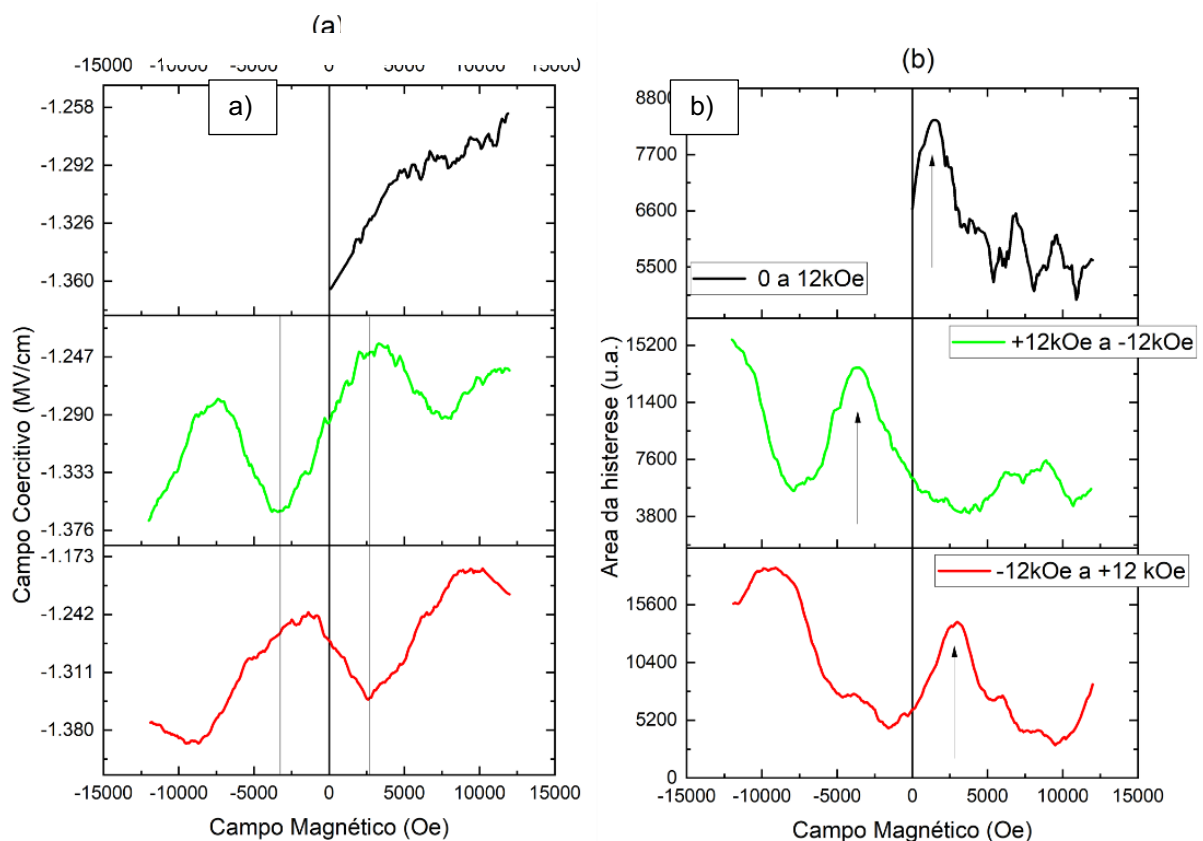 (a)
-15000 -10000 -5000 0 5000 10000 15000
a)
-1.258
-1.292
-1.326
-1.360
-1.247
-1.290
-1.333
-1.376
-1.173
-1.242
-1.311
-1.380
Campo Coercitivo (MV/cm)
-15000 -10000 -5000 0 5000 10000 15000
Campo Magnético (Oe)
(b)
b)
8800
7700
6600
5500
0 a 12kOe
15200
11400
7600
3800
+12kOe a -12kOe
15600
10400
5200
0
-12kOe a +12 kOe
Area da histerese (u.a.)
-15000 -10000 -5000 0 5000 10000 15000
Campo Magnético (Oe)